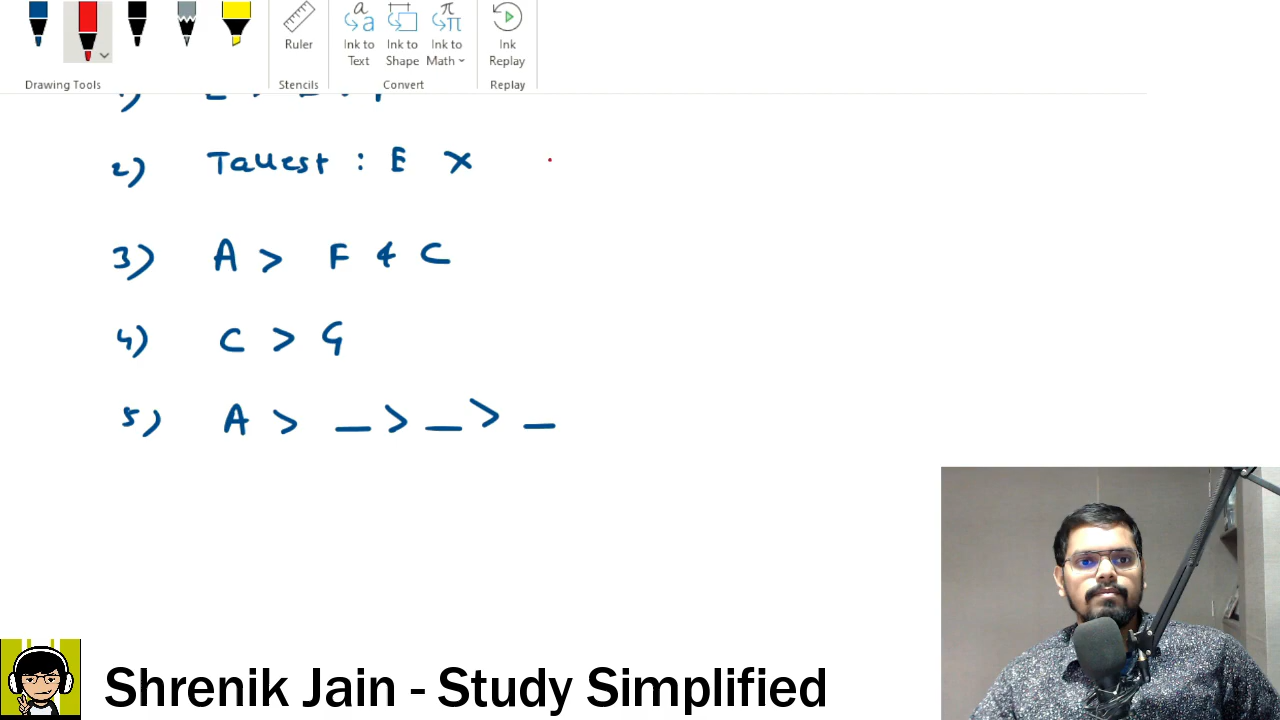 Ruler
Ink to Text
Ink to Shape
Ink to Math
Ink Replay
Drawing Tools
Stencils
Convert
Replay
2) Tallest : E ×
3) A > F & C
4) C > G
5) A > _ > _ > _
Shrenik Jain - Study Simplified